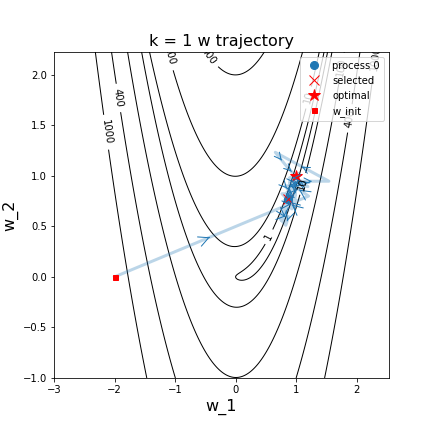 k = 1 w trajectory
process 0
selected
optimal
w_init
2.0
1.5
1.0
0.5
0.0
−0.5
−1.0
w_2
400
1000
1
10
−3
−2
−1
0
1
2
w_1